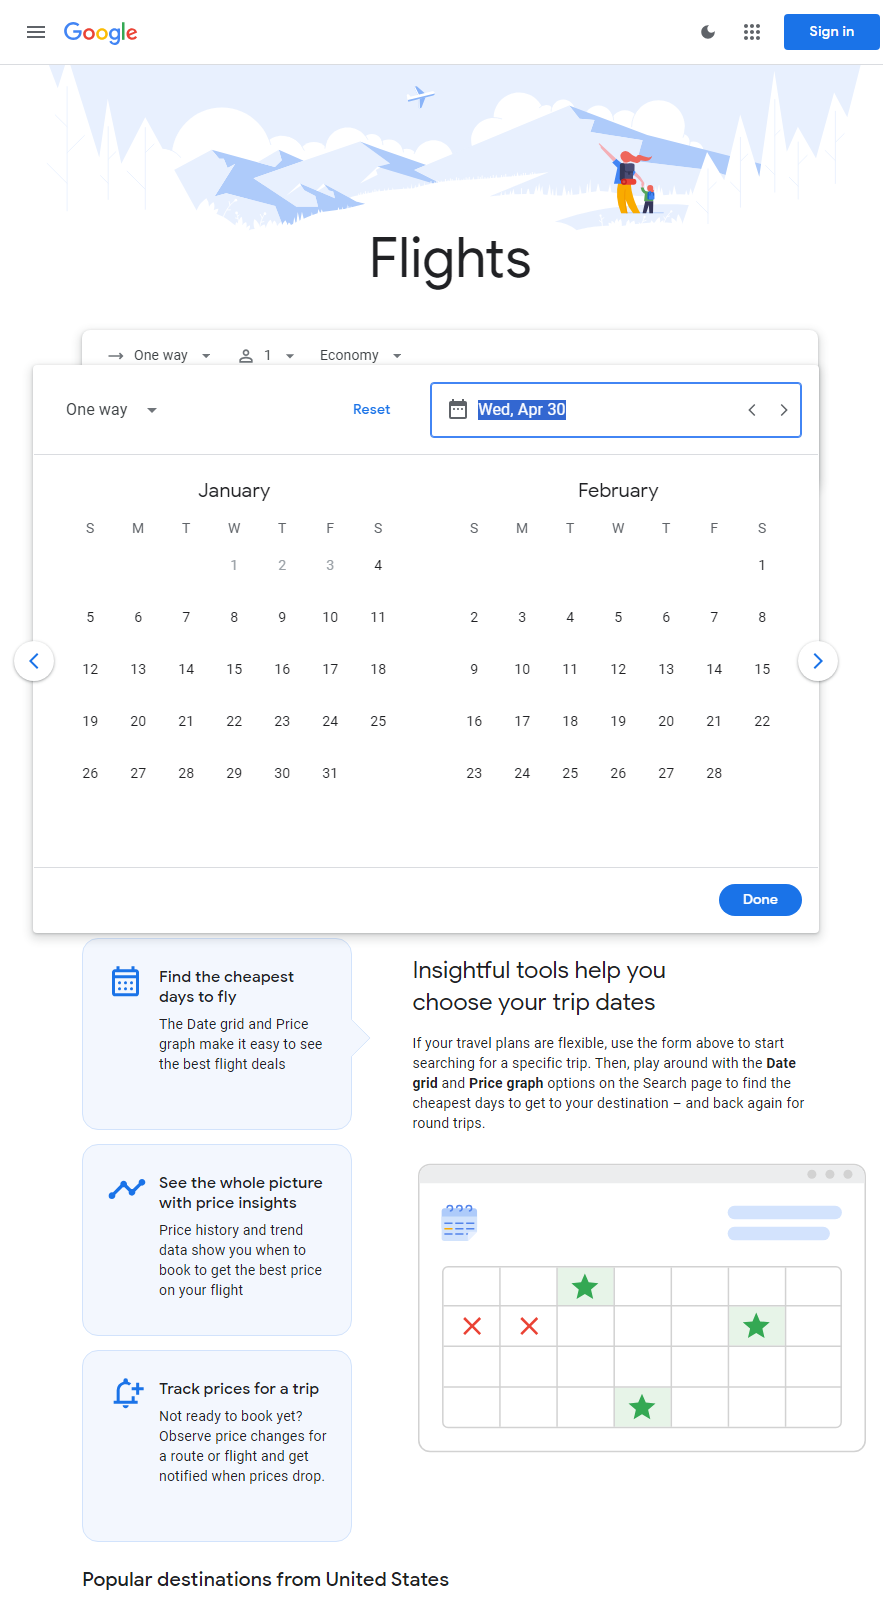 Google
Sign in
Flights
One way 1 Economy
One way Reset Wed, Apr 30
January
S M T W T F S
1 2 3 4
5 6 7 8 9 10 11
12 13 14 15 16 17 18
19 20 21 22 23 24 25
26 27 28 29 30 31
February
S M T W T F S
1
2 3 4 5 6 7 8
9 10 11 12 13 14 15
16 17 18 19 20 21 22
23 24 25 26 27 28
Done
Find the cheapest
days to fly
The Date grid and Price
graph make it easy to see
the best flight deals
See the whole picture
with price insights
Price history and trend
data show you when to
book to get the best price
on your flight
Track prices for a trip
Not ready to book yet?
Observe price changes for
a route or flight and get
notified when prices drop.
Insightful tools help you
choose your trip dates
If your travel plans are flexible, use the form above to start
searching for a specific trip. Then, play around with the Date
grid and Price graph options on the Search page to find the
cheapest days to get to your destination – and back again for
round trips.
Popular destinations from United States